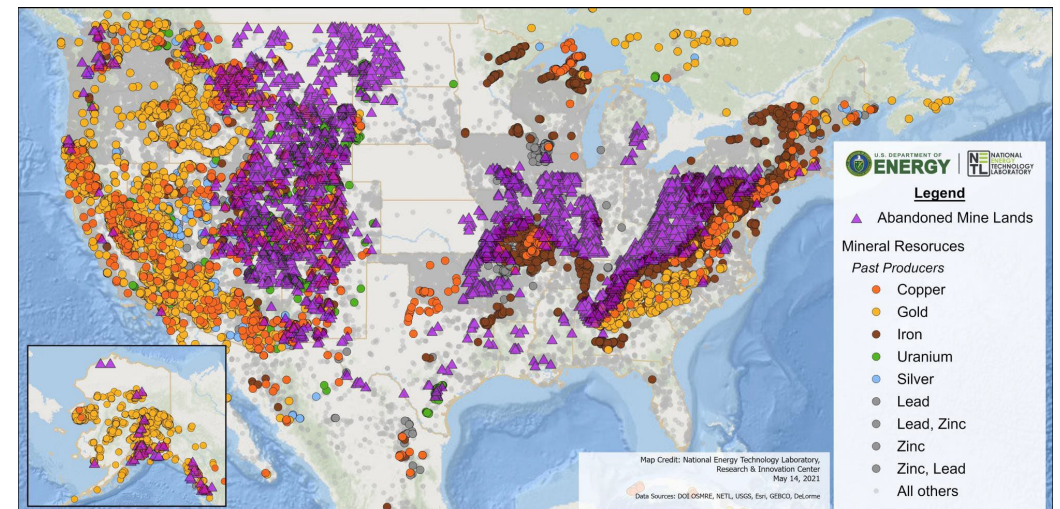 U.S. DEPARTMENT OF
ENERGY
NE
TL
NATIONAL
ENERGY
TECHNOLOGY
LABORATORY
Legend
Abandoned Mine Lands
Mineral Resoruces
Past Producers
Copper
Gold
Iron
Uranium
Silver
Lead
Lead, Zinc
Zinc
Zinc, Lead
All others
Map Credit: National Energy Technology Laboratory,
Research & Innovation Center
May 14, 2021
Data Sources: DOI OSMRE, NETL, USGS, Esri, GEBCO, DeLorme